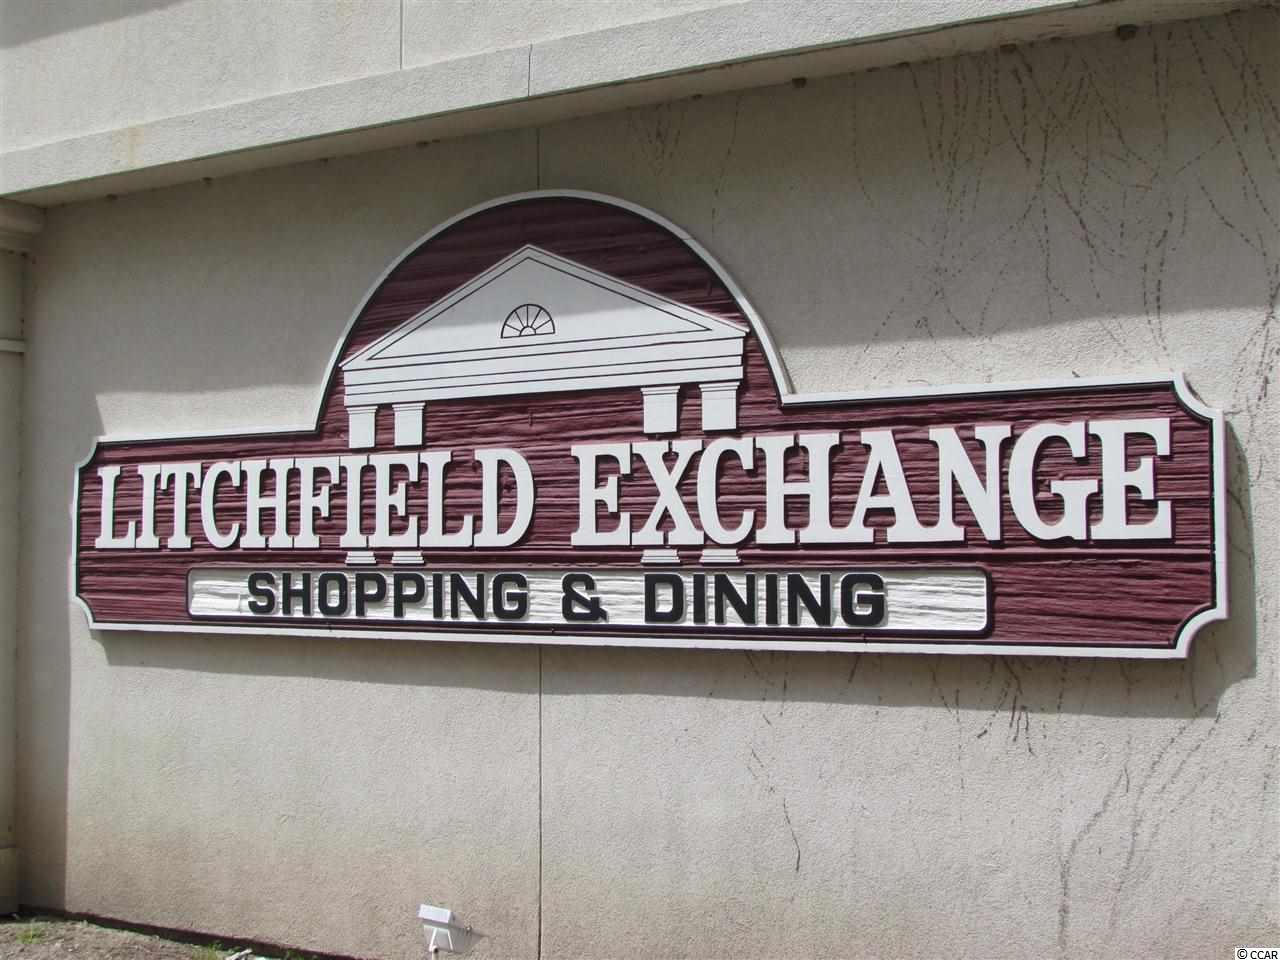 LITCHFIELD EXCHANGE
SHOPPING & DINING
© CCAR